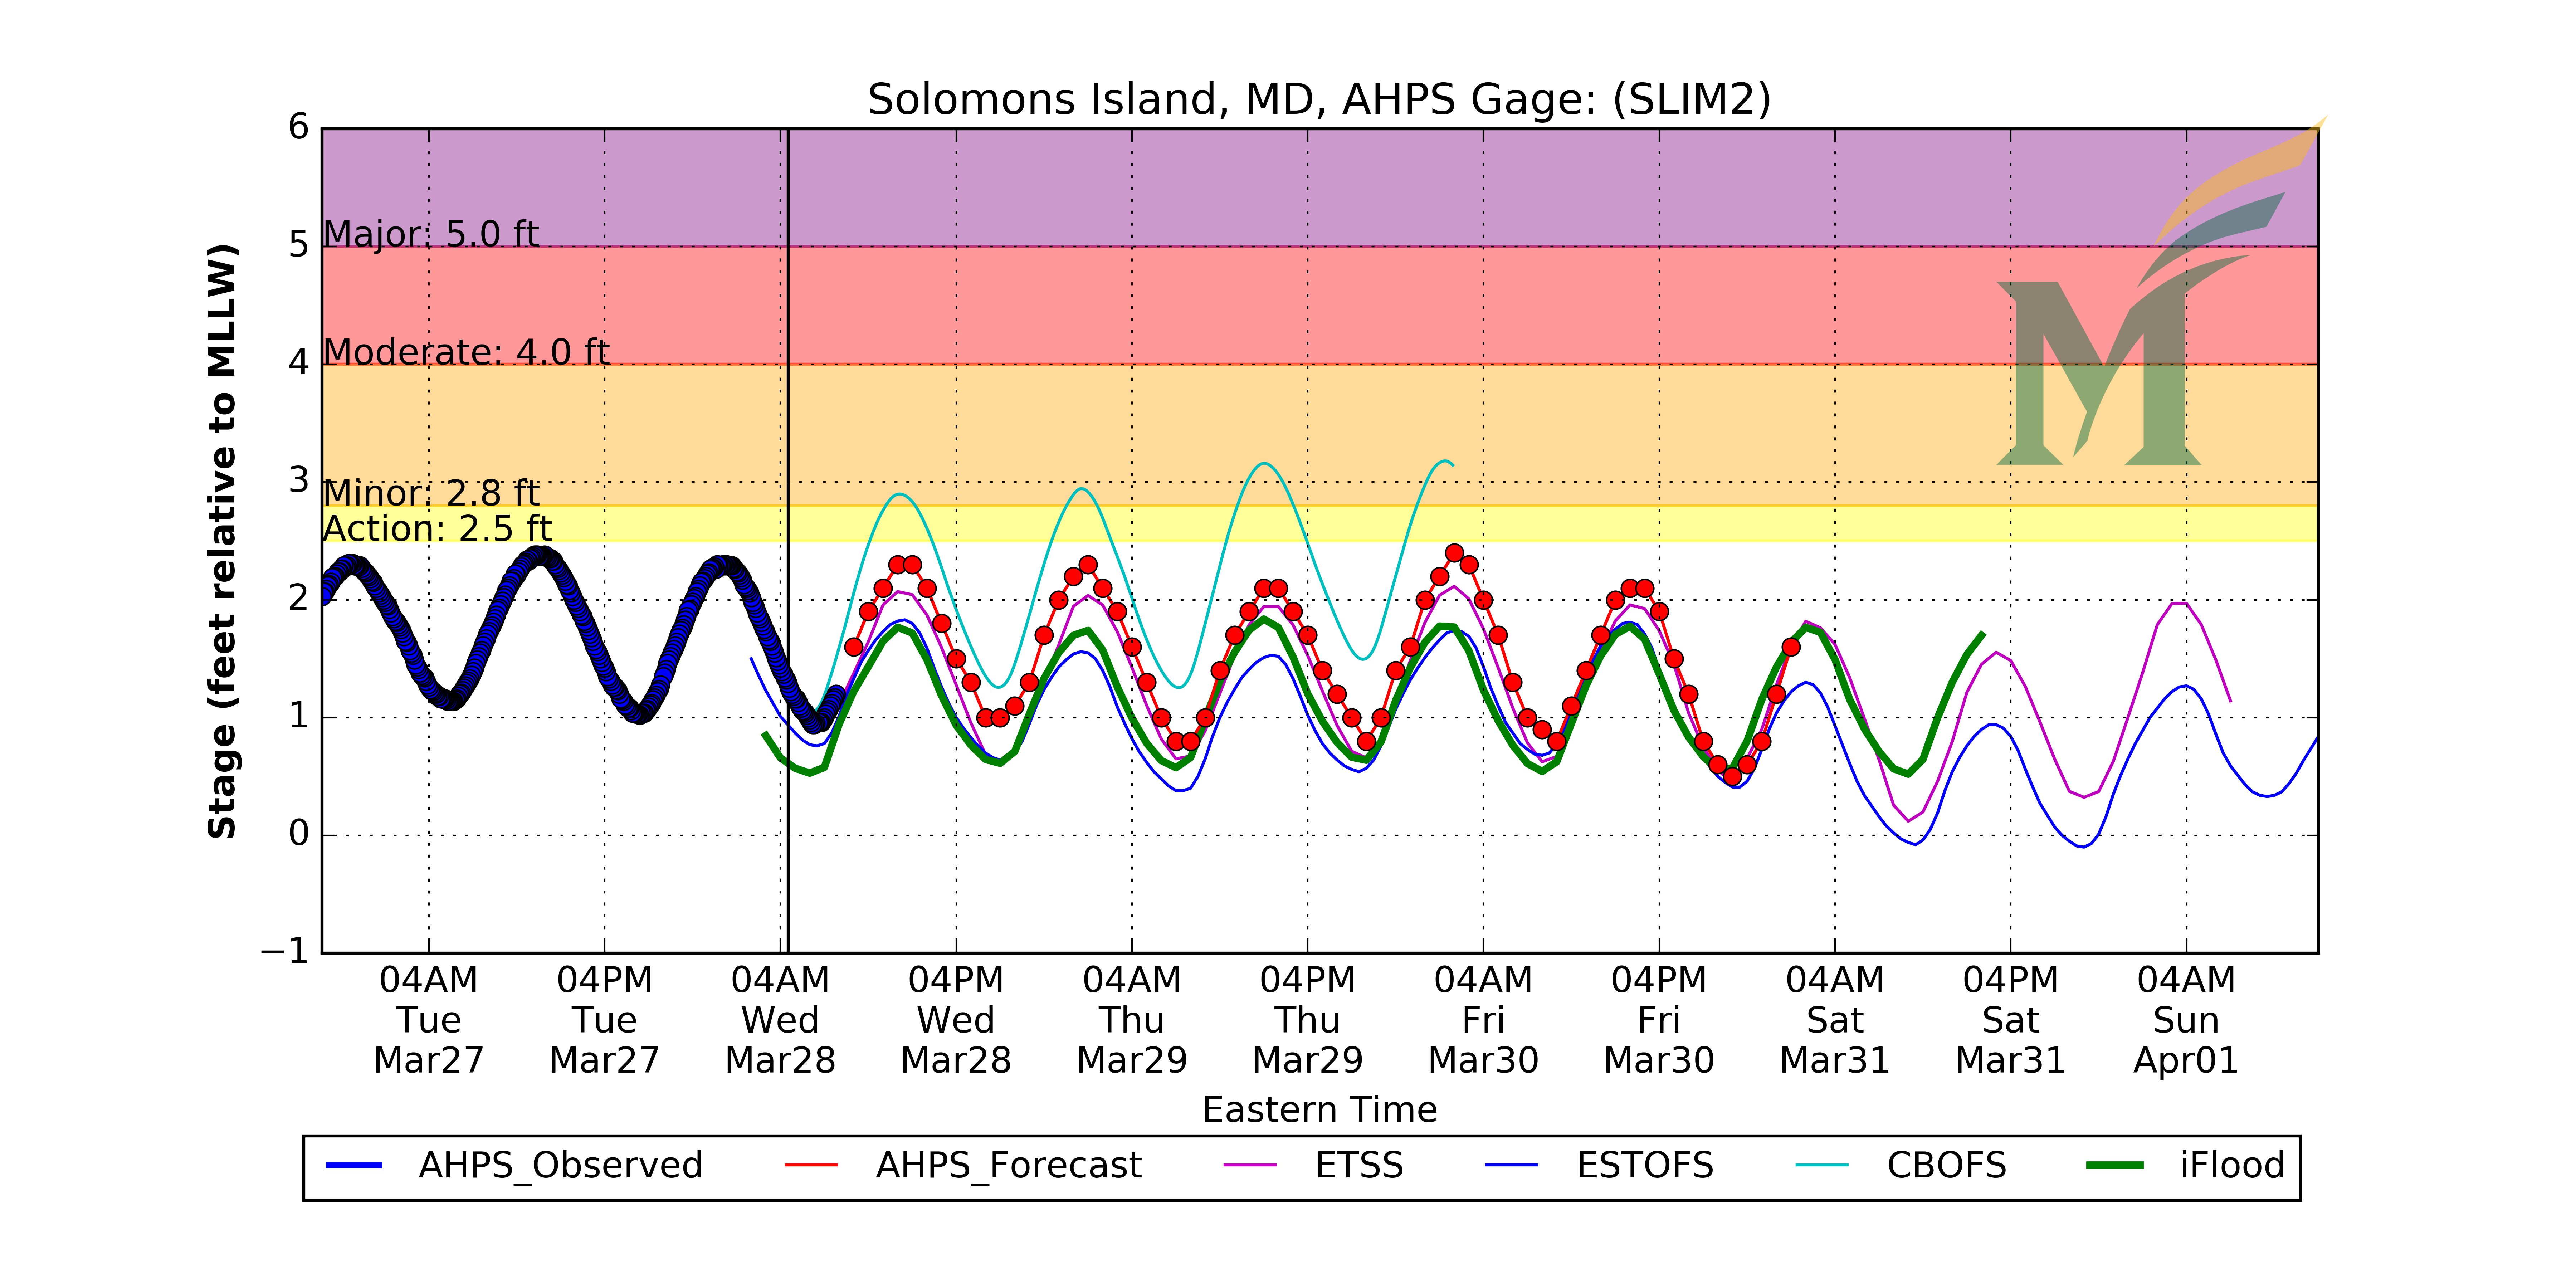 Solomons Island, MD, AHPS Gage: (SLIM2)
Stage (feet relative to MLLW)
6
5
4
3
2
1
0
−1
Major: 5.0 ft
Moderate: 4.0 ft
Minor: 2.8 ft
Action: 2.5 ft
M
04AM 04PM 04AM 04PM 04AM 04PM 04AM 04PM 04AM 04PM 04AM
Tue Tue Wed Wed Thu Thu Fri Fri Sat Sat Sun
Mar27 Mar27 Mar28 Mar28 Mar29 Mar29 Mar30 Mar30 Mar31 Mar31 Apr01
Eastern Time
AHPS_Observed AHPS_Forecast ETSS ESTOFS CBOFS iFlood